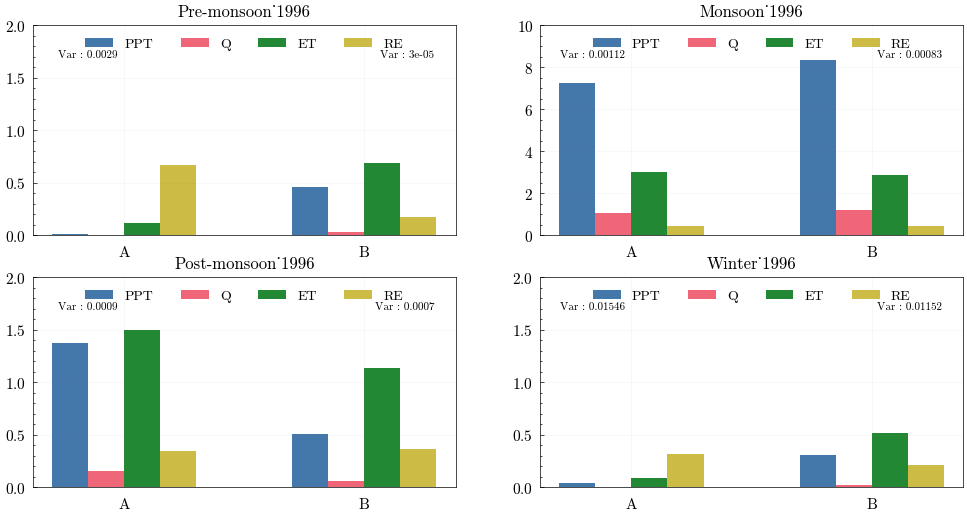 Pre-monsoon˙1996
2.0
1.5
1.0
0.5
0.0
PPT Q ET RE
Var : 0.0029 Var : 3e-05
A B
Monsoon˙1996
10
8
6
4
2
0
PPT Q ET RE
Var : 0.00112 Var : 0.00083
A B
Post-monsoon˙1996
2.0
1.5
1.0
0.5
0.0
PPT Q ET RE
Var : 0.0009 Var : 0.0007
A B
Winter˙1996
2.0
1.5
1.0
0.5
0.0
PPT Q ET RE
Var : 0.01546 Var : 0.01152
A B